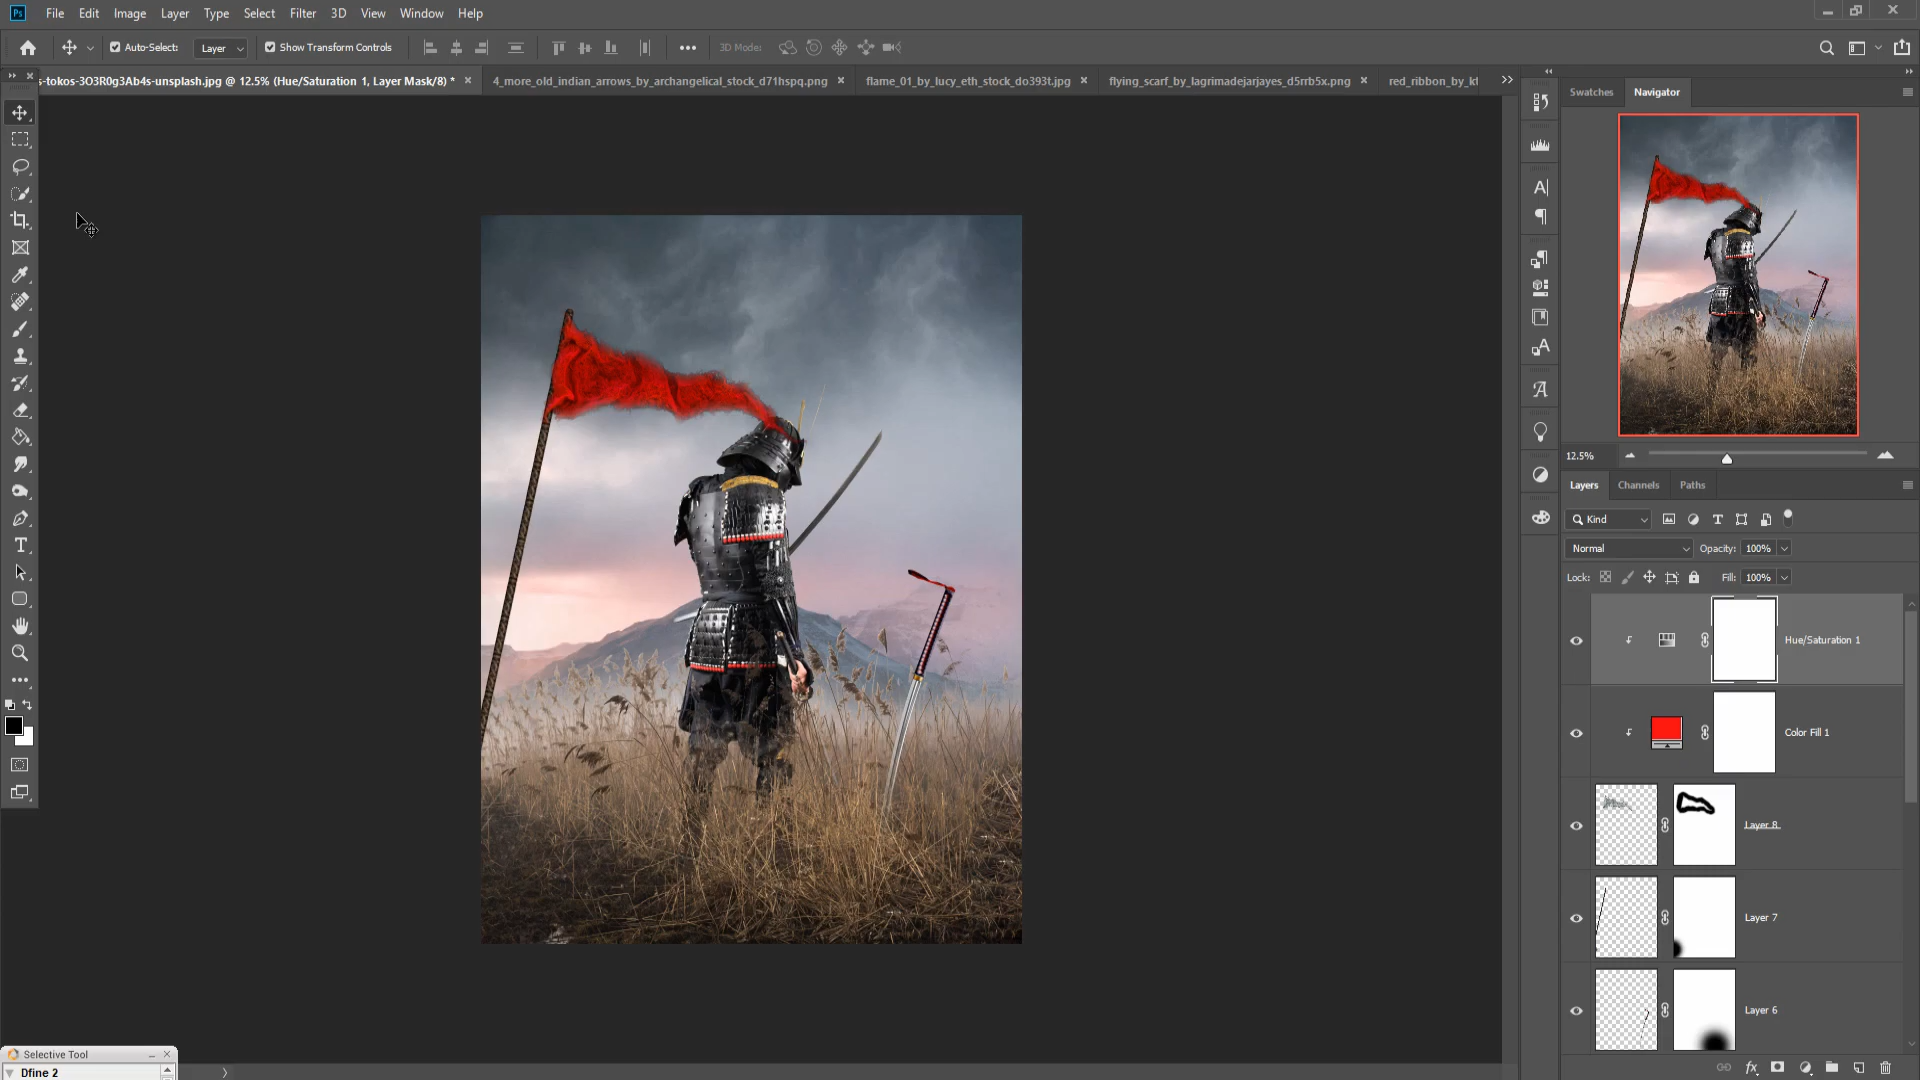 Ps File Edit Image Layer Type Select Filter 3D View Window Help
Auto-Select: Layer Show Transform Controls 3D Mode:
s-tokos-3O3R0g3Ab4s-unsplash.jpg @ 12.5% (Hue/Saturation 1, Layer Mask/8) * 4_more_old_indian_arrows_by_archangelical_stock_d71hspq.png flame_01_by_lucy_eth_stock_do393t.jpg flying_scarf_by_lagrimadejarjayes_d5rrb5x.png red_ribbon_by_kf
Swatches Navigator
12.5%
Layers Channels Paths
Kind
Normal Opacity: 100%
Lock: Fill: 100%
Hue/Saturation 1
Color Fill 1
Layer 8
Layer 7
Layer 6
Selective Tool
Dfine 2